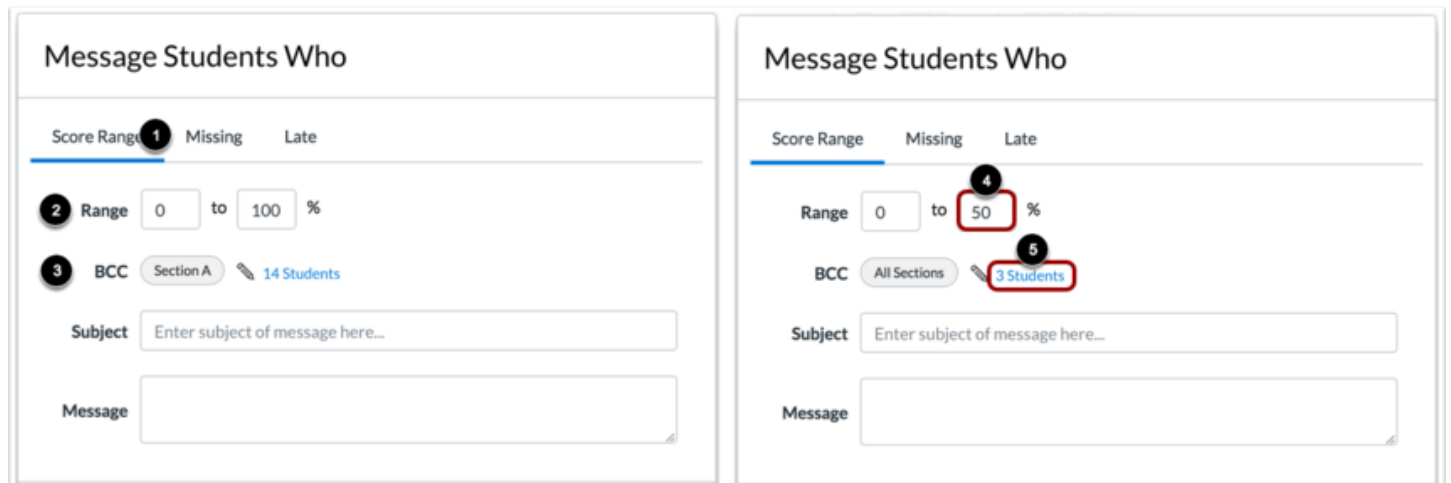 Message Students Who
Score Range 1 Missing Late
2 Range 0 to 100 %
3 BCC Section A 14 Students
Subject Enter subject of message here...
Message
Message Students Who
Score Range Missing Late
4
Range 0 to 50 %
5
BCC All Sections 3 Students
Subject Enter subject of message here...
Message